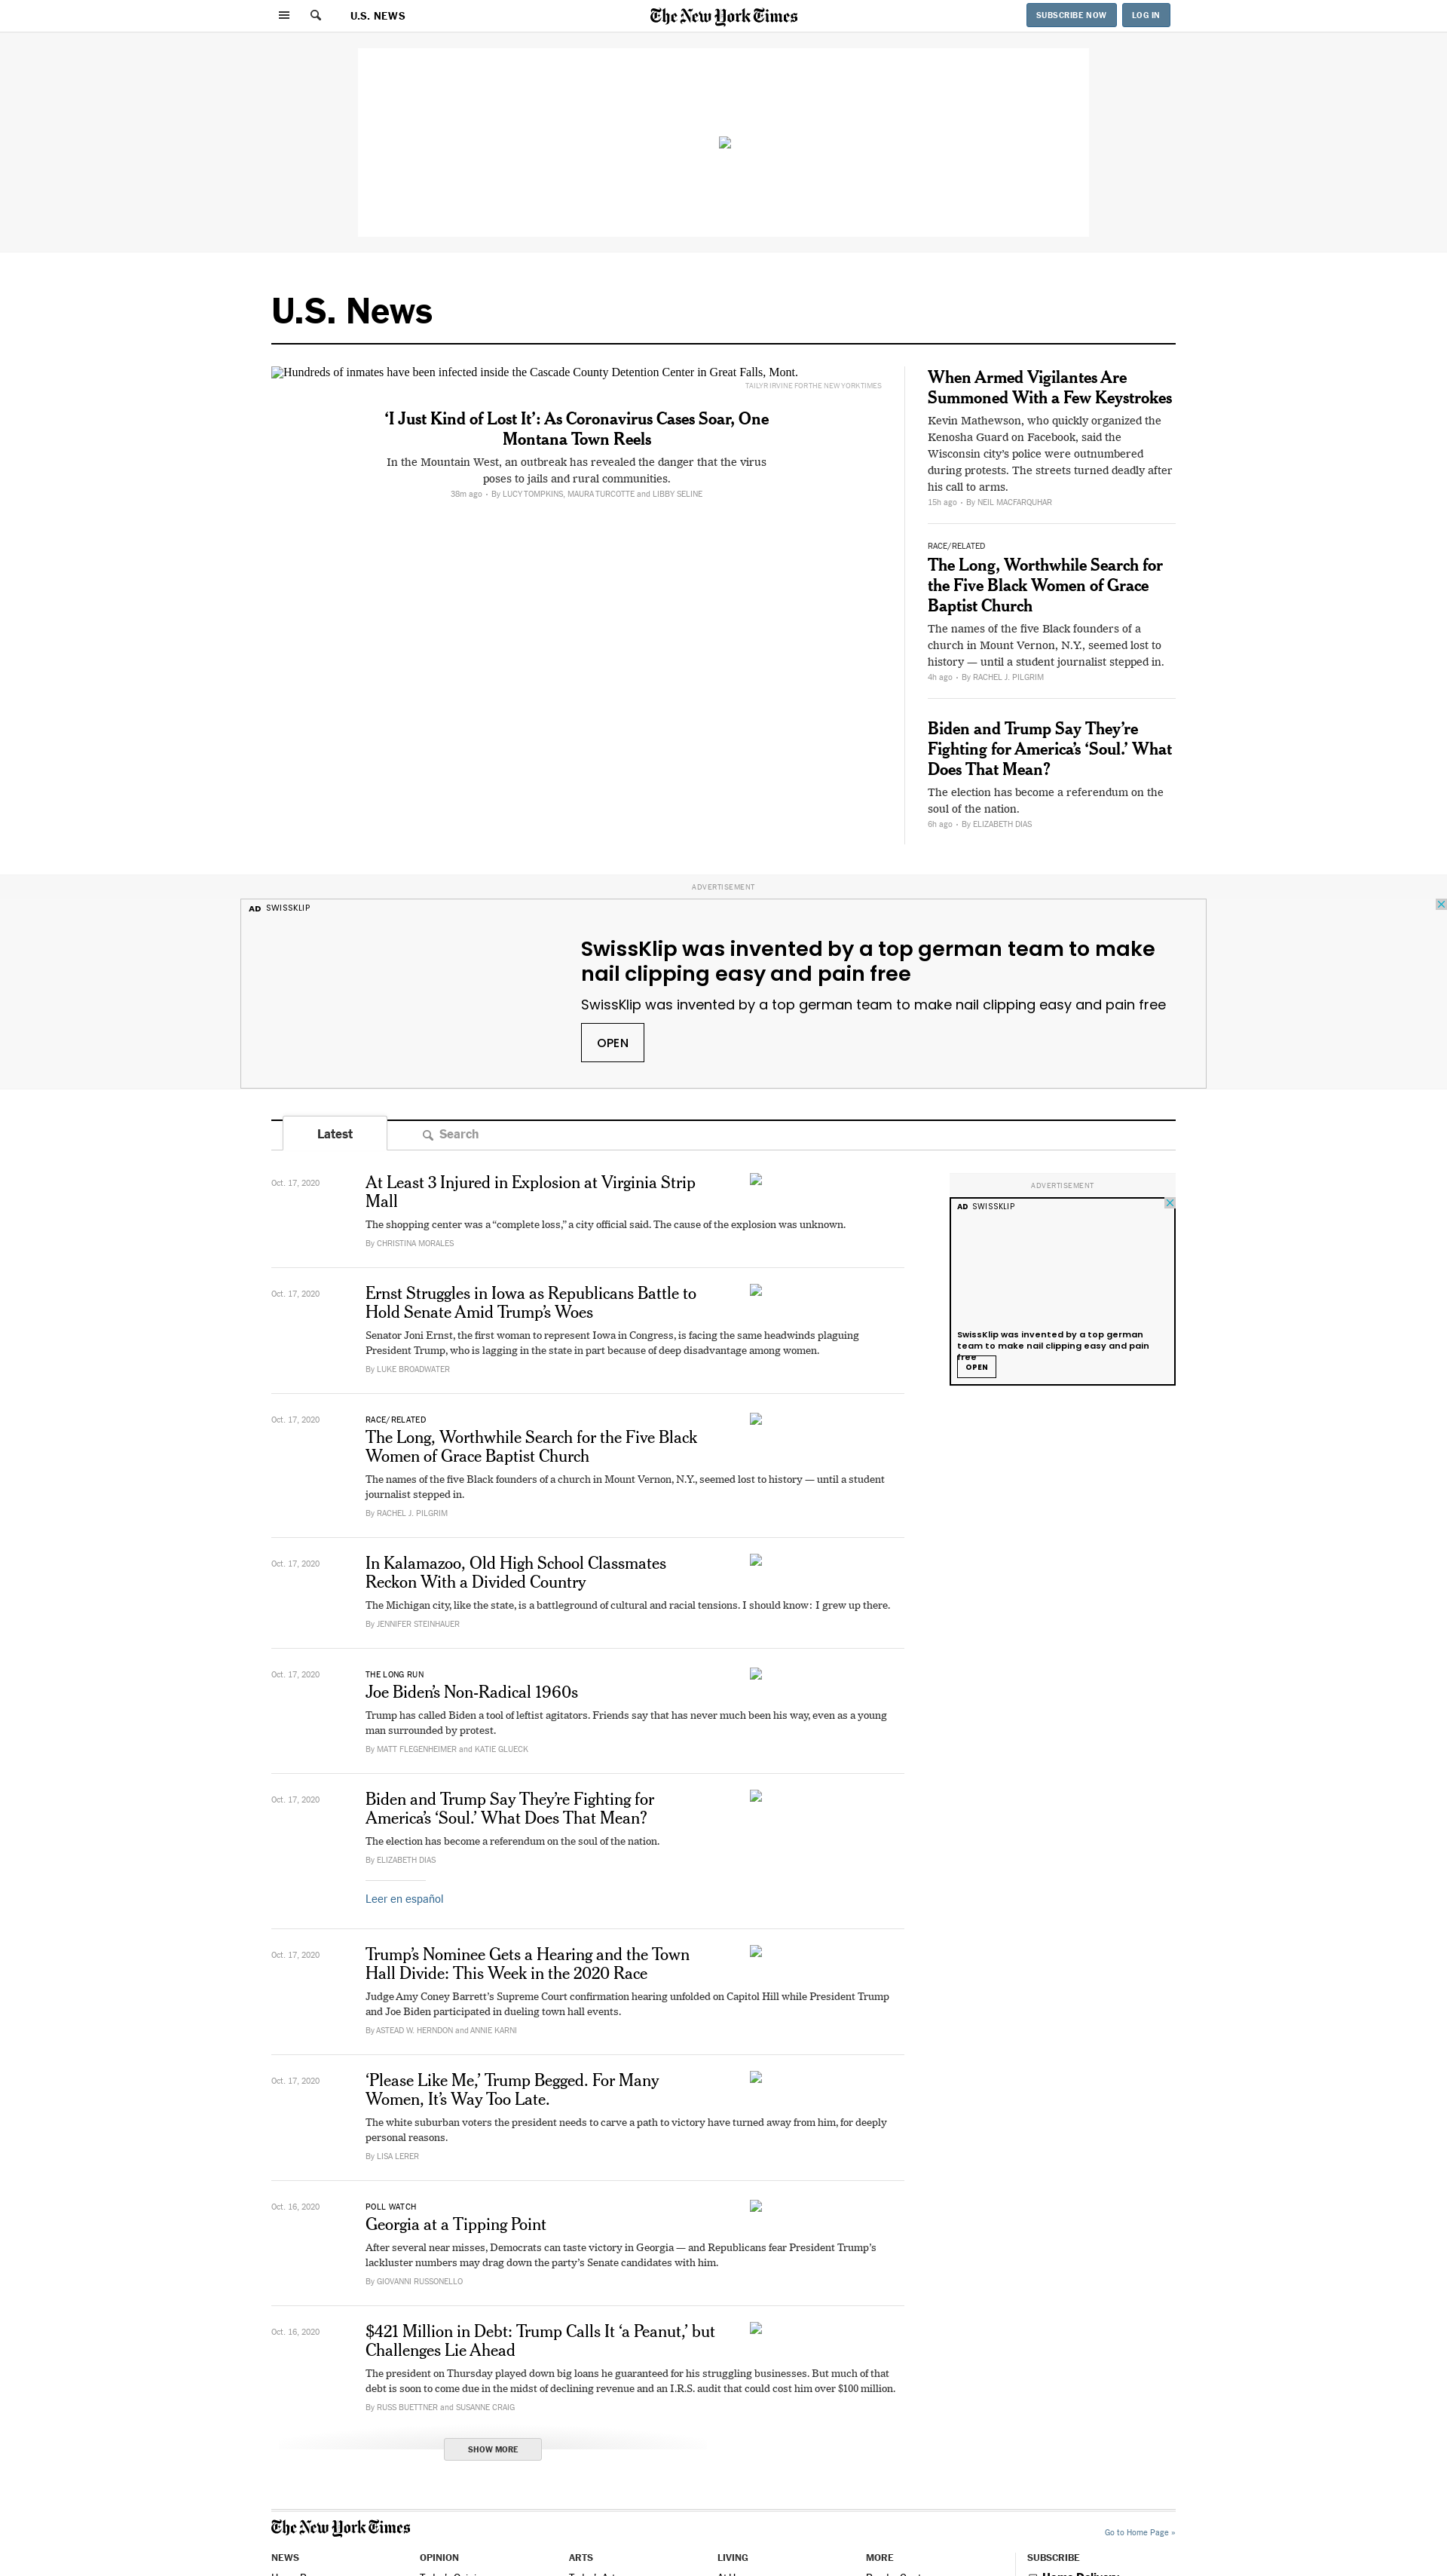 U.S. NEWS
The New York Times
SUBSCRIBE NOW
LOG IN
U.S. News
Hundreds of inmates have been infected inside the Cascade County Detention Center in Great Falls, Mont.
TAILYR IRVINE FOR THE NEW YORK TIMES
‘I Just Kind of Lost It’: As Coronavirus Cases Soar, One
Montana Town Reels
In the Mountain West, an outbreak has revealed the danger that the virus
poses to jails and rural communities.
38m ago • By LUCY TOMPKINS, MAURA TURCOTTE and LIBBY SELINE
When Armed Vigilantes Are
Summoned With a Few Keystrokes
Kevin Mathewson, who quickly organized the
Kenosha Guard on Facebook, said the
Wisconsin city’s police were outnumbered
during protests. The streets turned deadly after
his call to arms.
15h ago • By NEIL MACFARQUHAR
RACE/RELATED
The Long, Worthwhile Search for
the Five Black Women of Grace
Baptist Church
The names of the five Black founders of a
church in Mount Vernon, N.Y., seemed lost to
history — until a student journalist stepped in.
4h ago • By RACHEL J. PILGRIM
Biden and Trump Say They’re
Fighting for America’s ‘Soul.’ What
Does That Mean?
The election has become a referendum on the
soul of the nation.
6h ago • By ELIZABETH DIAS
ADVERTISEMENT
AD SWISSKLIP
SwissKlip was invented by a top german team to make
nail clipping easy and pain free
SwissKlip was invented by a top german team to make nail clipping easy and pain free
OPEN
Latest
Search
Oct. 17, 2020
At Least 3 Injured in Explosion at Virginia Strip
Mall
The shopping center was a “complete loss,” a city official said. The cause of the explosion was unknown.
By CHRISTINA MORALES
ADVERTISEMENT
AD SWISSKLIP
SwissKlip was invented by a top german
team to make nail clipping easy and pain
free
OPEN
Oct. 17, 2020
Ernst Struggles in Iowa as Republicans Battle to
Hold Senate Amid Trump’s Woes
Senator Joni Ernst, the first woman to represent Iowa in Congress, is facing the same headwinds plaguing
President Trump, who is lagging in the state in part because of deep disadvantage among women.
By LUKE BROADWATER
Oct. 17, 2020
RACE/RELATED
The Long, Worthwhile Search for the Five Black
Women of Grace Baptist Church
The names of the five Black founders of a church in Mount Vernon, N.Y., seemed lost to history — until a student
journalist stepped in.
By RACHEL J. PILGRIM
Oct. 17, 2020
In Kalamazoo, Old High School Classmates
Reckon With a Divided Country
The Michigan city, like the state, is a battleground of cultural and racial tensions. I should know: I grew up there.
By JENNIFER STEINHAUER
Oct. 17, 2020
THE LONG RUN
Joe Biden’s Non-Radical 1960s
Trump has called Biden a tool of leftist agitators. Friends say that has never much been his way, even as a young
man surrounded by protest.
By MATT FLEGENHEIMER and KATIE GLUECK
Oct. 17, 2020
Biden and Trump Say They’re Fighting for
America’s ‘Soul.’ What Does That Mean?
The election has become a referendum on the soul of the nation.
By ELIZABETH DIAS
Leer en español
Oct. 17, 2020
Trump’s Nominee Gets a Hearing and the Town
Hall Divide: This Week in the 2020 Race
Judge Amy Coney Barrett’s Supreme Court confirmation hearing unfolded on Capitol Hill while President Trump
and Joe Biden participated in dueling town hall events.
By ASTEAD W. HERNDON and ANNIE KARNI
Oct. 17, 2020
‘Please Like Me,’ Trump Begged. For Many
Women, It’s Way Too Late.
The white suburban voters the president needs to carve a path to victory have turned away from him, for deeply
personal reasons.
By LISA LERER
Oct. 16, 2020
POLL WATCH
Georgia at a Tipping Point
After several near misses, Democrats can taste victory in Georgia — and Republicans fear President Trump’s
lackluster numbers may drag down the party’s Senate candidates with him.
By GIOVANNI RUSSONELLO
Oct. 16, 2020
$421 Million in Debt: Trump Calls It ‘a Peanut,’ but
Challenges Lie Ahead
The president on Thursday played down big loans he guaranteed for his struggling businesses. But much of that
debt is soon to come due in the midst of declining revenue and an I.R.S. audit that could cost him over $100 million.
By RUSS BUETTNER and SUSANNE CRAIG
SHOW MORE
The New York Times
Go to Home Page »
NEWS
OPINION
ARTS
LIVING
MORE
SUBSCRIBE